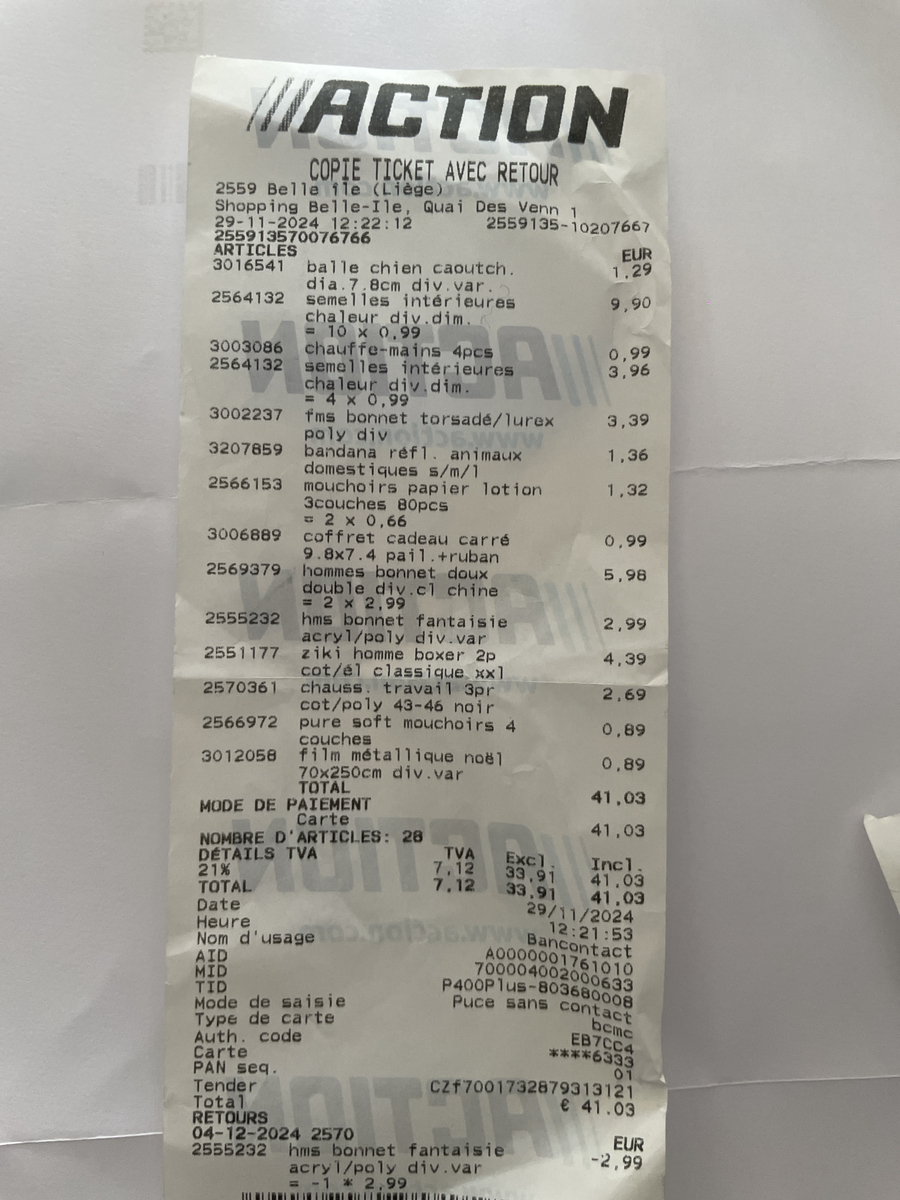 ACTION
COPIE TICKET AVEC RETOUR
2559 Belle île (Liège)
Shopping Belle-Ile, Quai Des Venn 1
29-11-2024 12:22:12 2559135-10207667
255913570076766
ARTICLES EUR
3016541 balle chien caoutch. 1,29
dia.7.8cm div.var.
2564132 semelles intérieures 9,90
chaleur div.dim.
= 10 x 0,99
3003086 chauffe-mains 4pcs 0,99
2564132 semelles intérieures 3,96
chaleur div.dim.
= 4 x 0,99
3002237 fms bonnet torsadé/lurex 3,39
poly div
3207859 bandana réfl. animaux 1,36
domestiques s/m/l
2566153 mouchoirs papier lotion 1,32
3couches 80pcs
= 2 x 0,66
3006889 coffret cadeau carré 0,99
9.8x7.4 pail.+ruban
2569379 hommes bonnet doux 5,98
double div.cl chine
= 2 x 2,99
2555232 hms bonnet fantaisie 2,99
acryl/poly div.var
2551177 ziki homme boxer 2p 4,39
cot/él classique xxl
2570361 chauss. travail 3pr 2,69
cot/poly 43-46 noir
2566972 pure soft mouchoirs 4 0,89
couches
3012058 film métallique noël 0,89
70x250cm div.var
TOTAL 41,03
MODE DE PAIEMENT
Carte 41,03
NOMBRE D'ARTICLES: 28
DÉTAILS TVA TVA Excl. Incl.
21% 7,12 33,91 41,03
TOTAL 7,12 33,91 41,03
Date 29/11/2024
Heure 12:21:53
Nom d'usage Bancontact
AID A0000001761010
MID 700004002000633
TID P400Plus-803680008
Mode de saisie Puce sans contact
Type de carte bcmc
Auth. code EB7CC4
Carte ****6333
PAN seq. 01
Tender CZf7001732879313121
Total € 41.03
RETOURS
04-12-2024 2570 EUR
2555232 hms bonnet fantaisie -2,99
acryl/poly div.var
= -1 * 2,99